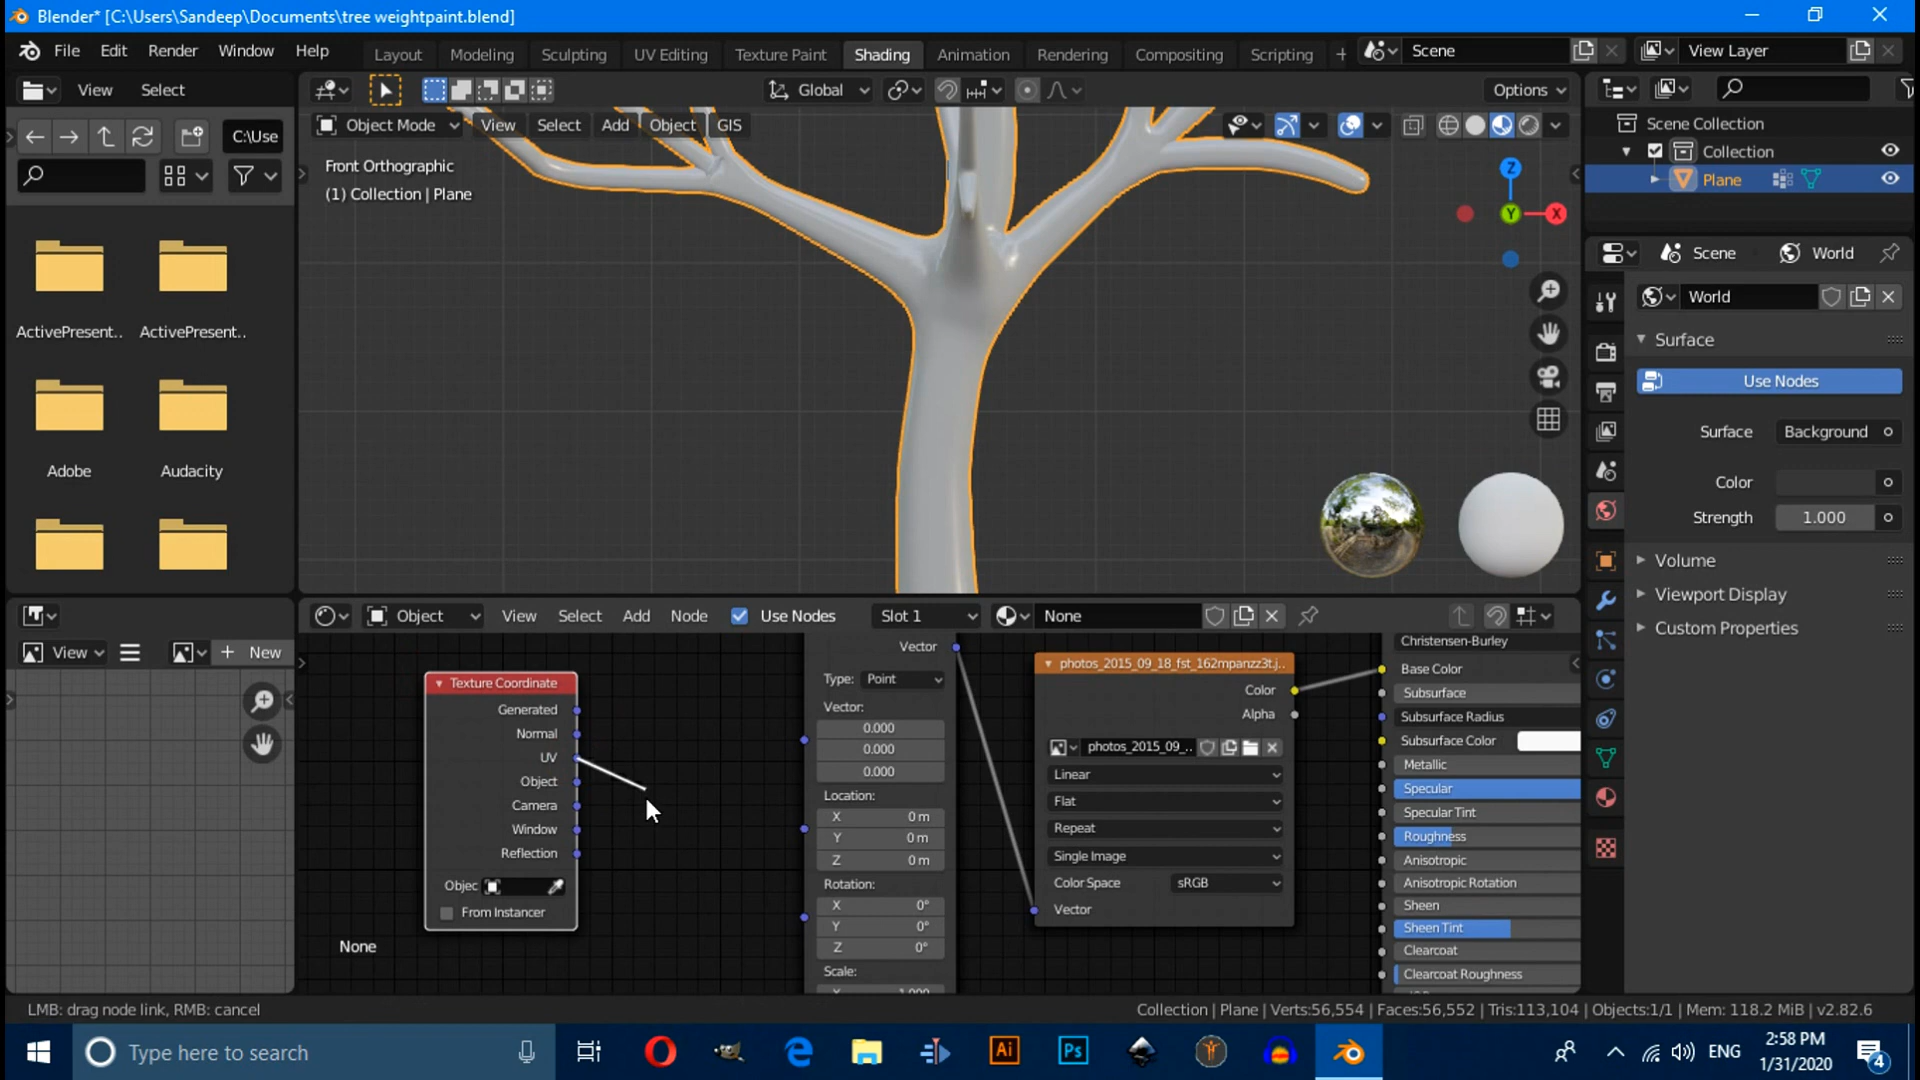 Blender* [C:\Users\Sandeep\Documents\tree weightpaint.blend]
File Edit Render Window Help
Layout Modeling Sculpting UV Editing Texture Paint Shading Animation Rendering Compositing Scripting +
Scene
View Layer
View Select
Global
Options
Object Mode View Select Add Object GIS
C:\Use
Front Orthographic
(1) Collection | Plane
Z
Y
X
Scene Collection
Collection
Plane
Scene World
World
Surface
Use Nodes
Surface Background
Color
Strength 1.000
Volume
Viewport Display
Custom Properties
ActivePresent..
ActivePresent..
Adobe
Audacity
View
+ New
Object View Select Add Node Use Nodes Slot 1 None
Texture Coordinate
Generated
Normal
UV
Object
Camera
Window
Reflection
Objec
From Instancer
None
Vector
Type: Point
Vector:
0.000
0.000
0.000
Location:
X 0 m
Y 0 m
Z 0 m
Rotation:
X 0°
Y 0°
Z 0°
Scale:
X 1.000
photos_2015_09_18_fst_162mpanzz3t.j..
Color
Alpha
photos_2015_09_..
Linear
Flat
Repeat
Single Image
Color Space sRGB
Vector
Christensen-Burley
Base Color
Subsurface
Subsurface Radius
Subsurface Color
Metallic
Specular
Specular Tint
Roughness
Anisotropic
Anisotropic Rotation
Sheen
Sheen Tint
Clearcoat
Clearcoat Roughness
LMB: drag node link, RMB: cancel
Collection | Plane | Verts:56,554 | Faces:56,552 | Tris:113,104 | Objects:1/1 | Mem: 118.2 MiB | v2.82.6
Type here to search
Ai
Ps
ENG
2:58 PM
1/31/2020
4